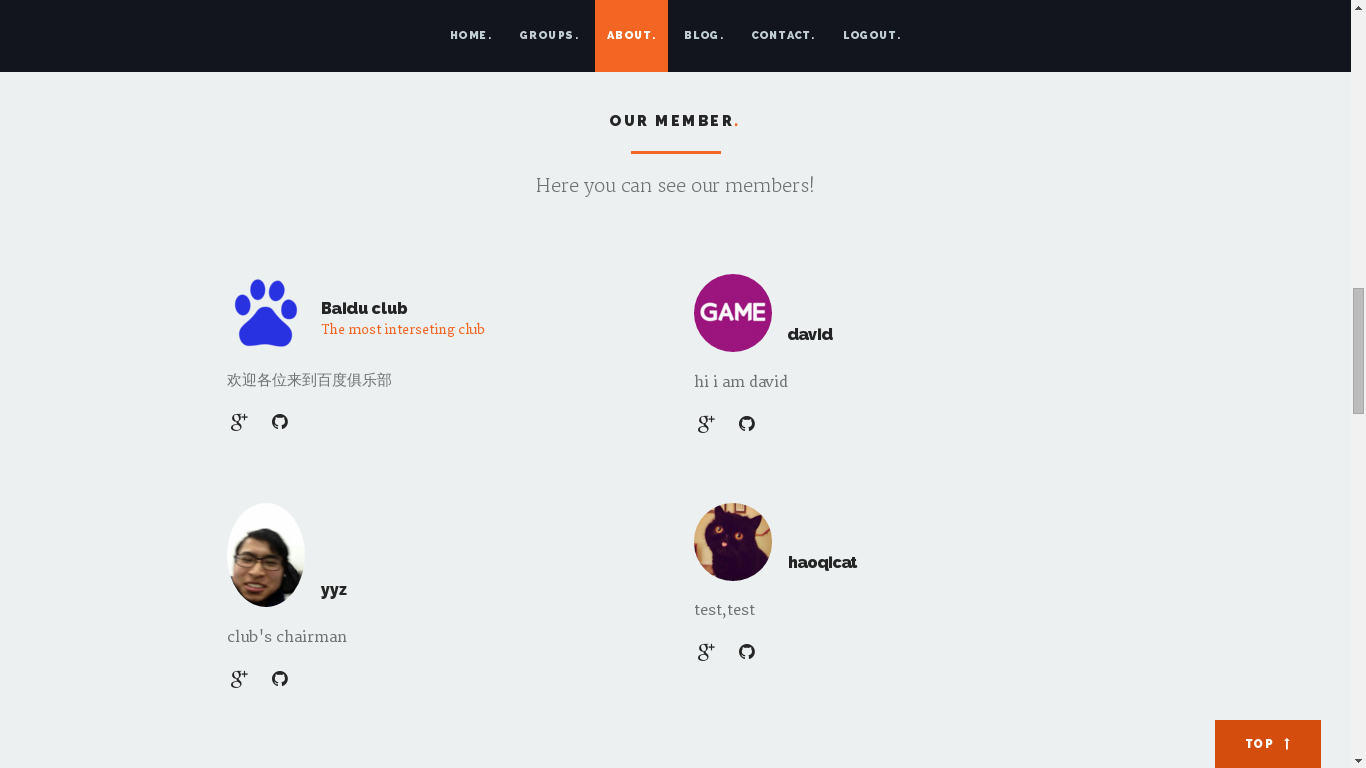 HOME. GROUPS. ABOUT. BLOG. CONTACT. LOGOUT.
OUR MEMBER.
Here you can see our members!
Baidu club
The most interseting club
欢迎各位来到百度俱乐部
g+
GAME
david
hi i am david
g+
yyz
club's chairman
g+
haoqicat
test,test
g+
TOP ↑